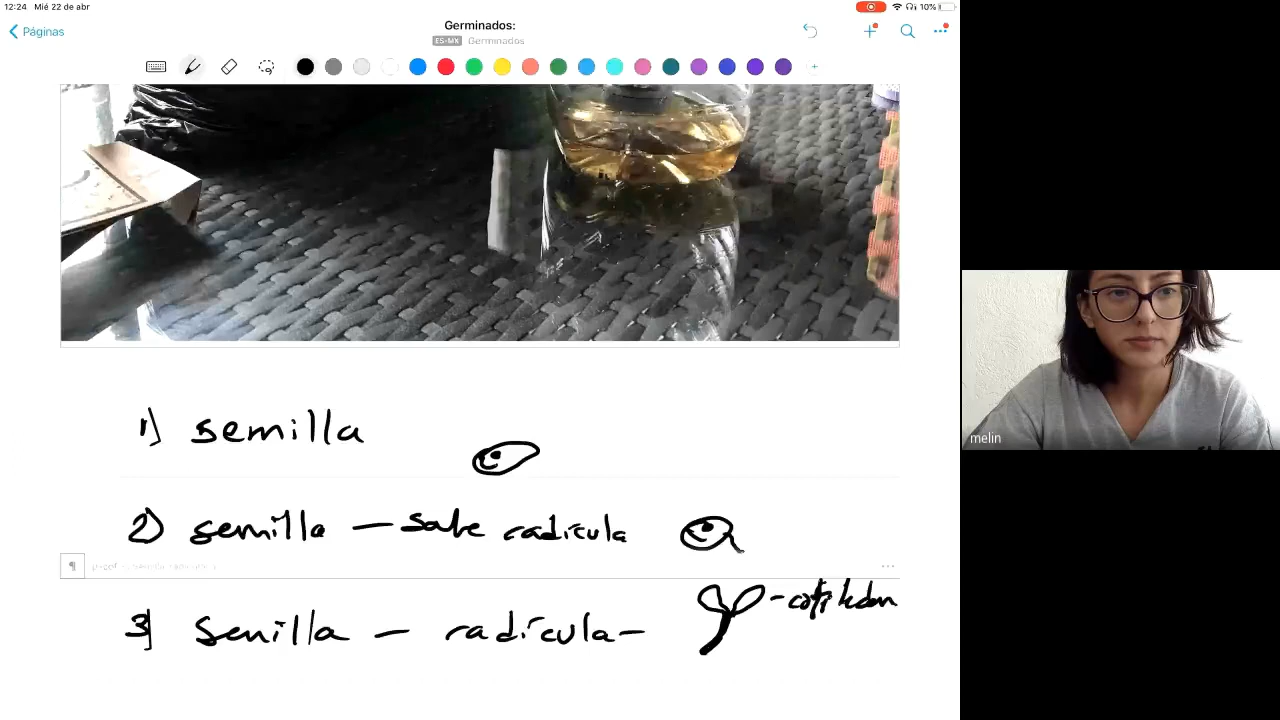 12:24 Mié 22 de abr 10%
Páginas
Germinados:
ES-MX Germinados
1) semilla
2) semilla — sale radícula
3) semilla — radícula —
- cotiledon
melin